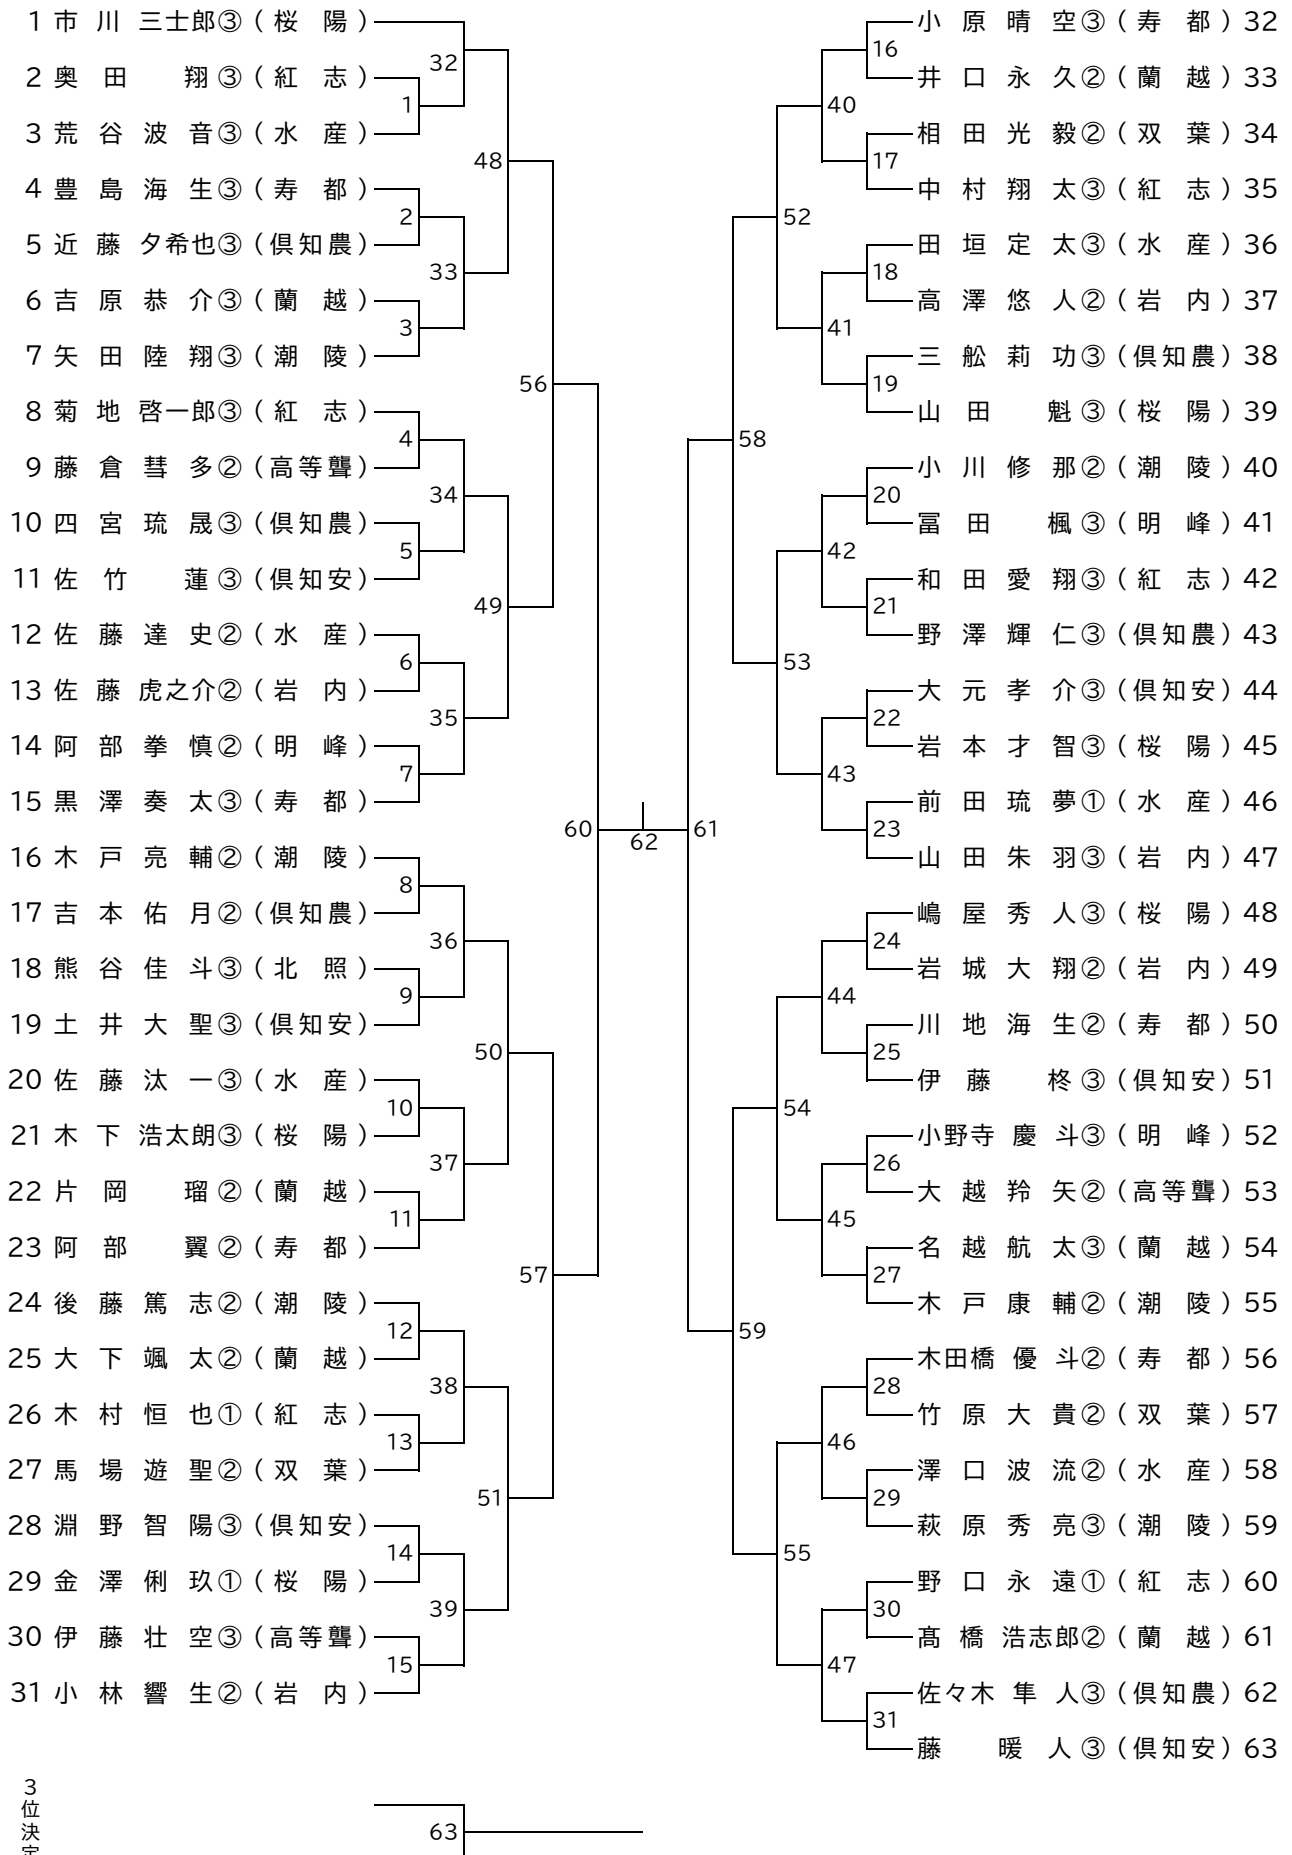 1 市川 三士郎③（桜陽）
2 奥田 翔③（紅志）
3 荒谷波音③（水産）
4 豊島海生③（寿都）
5 近藤 夕希也③（倶知農）
6 吉原恭介③（蘭越）
7 矢田陸翔③（潮陵）
8 菊地 啓一郎③（紅志）
9 藤倉彗多②（高等聾）
10 四宮琉晟③（倶知農）
11 佐竹 蓮③（倶知安）
12 佐藤達史②（水産）
13 佐藤 虎之介②（岩内）
14 阿部拳慎②（明峰）
15 黒澤奏太③（寿都）
16 木戸亮輔②（潮陵）
17 吉本佑月②（倶知農）
18 熊谷佳斗③（北照）
19 土井大聖③（倶知安）
20 佐藤汰一③（水産）
21 木下 浩太朗③（桜陽）
22 片岡 瑠②（蘭越）
23 阿部 翼②（寿都）
24 後藤篤志②（潮陵）
25 大下颯太②（蘭越）
26 木村恒也①（紅志）
27 馬場遊聖②（双葉）
28 淵野智陽③（倶知安）
29 金澤俐玖①（桜陽）
30 伊藤壮空③（高等聾）
31 小林響生②（岩内）
1
2
3
4
5
6
7
8
9
10
11
12
13
14
15
32
33
34
35
36
37
38
39
48
49
50
51
56
57
60
62
61
58
59
52
53
54
55
40
41
42
43
44
45
46
47
16
17
18
19
20
21
22
23
24
25
26
27
28
29
30
31
小原晴空③（寿都）32
井口永久②（蘭越）33
相田光毅②（双葉）34
中村翔太③（紅志）35
田垣定太③（水産）36
高澤悠人②（岩内）37
三舩莉功③（倶知農）38
山田 魁③（桜陽）39
小川修那②（潮陵）40
冨田 楓③（明峰）41
和田愛翔③（紅志）42
野澤輝仁③（倶知農）43
大元孝介③（倶知安）44
岩本才智③（桜陽）45
前田琉夢①（水産）46
山田朱羽③（岩内）47
嶋屋秀人③（桜陽）48
岩城大翔②（岩内）49
川地海生②（寿都）50
伊藤 柊③（倶知安）51
小野寺 慶斗③（明峰）52
大越羚矢②（高等聾）53
名越航太③（蘭越）54
木戸康輔②（潮陵）55
木田橋 優斗②（寿都）56
竹原大貴②（双葉）57
澤口波流②（水産）58
萩原秀亮③（潮陵）59
野口永遠①（紅志）60
髙橋 浩志郎②（蘭越）61
佐々木 隼人③（倶知農）62
藤 暖人③（倶知安）63
3位決定
63